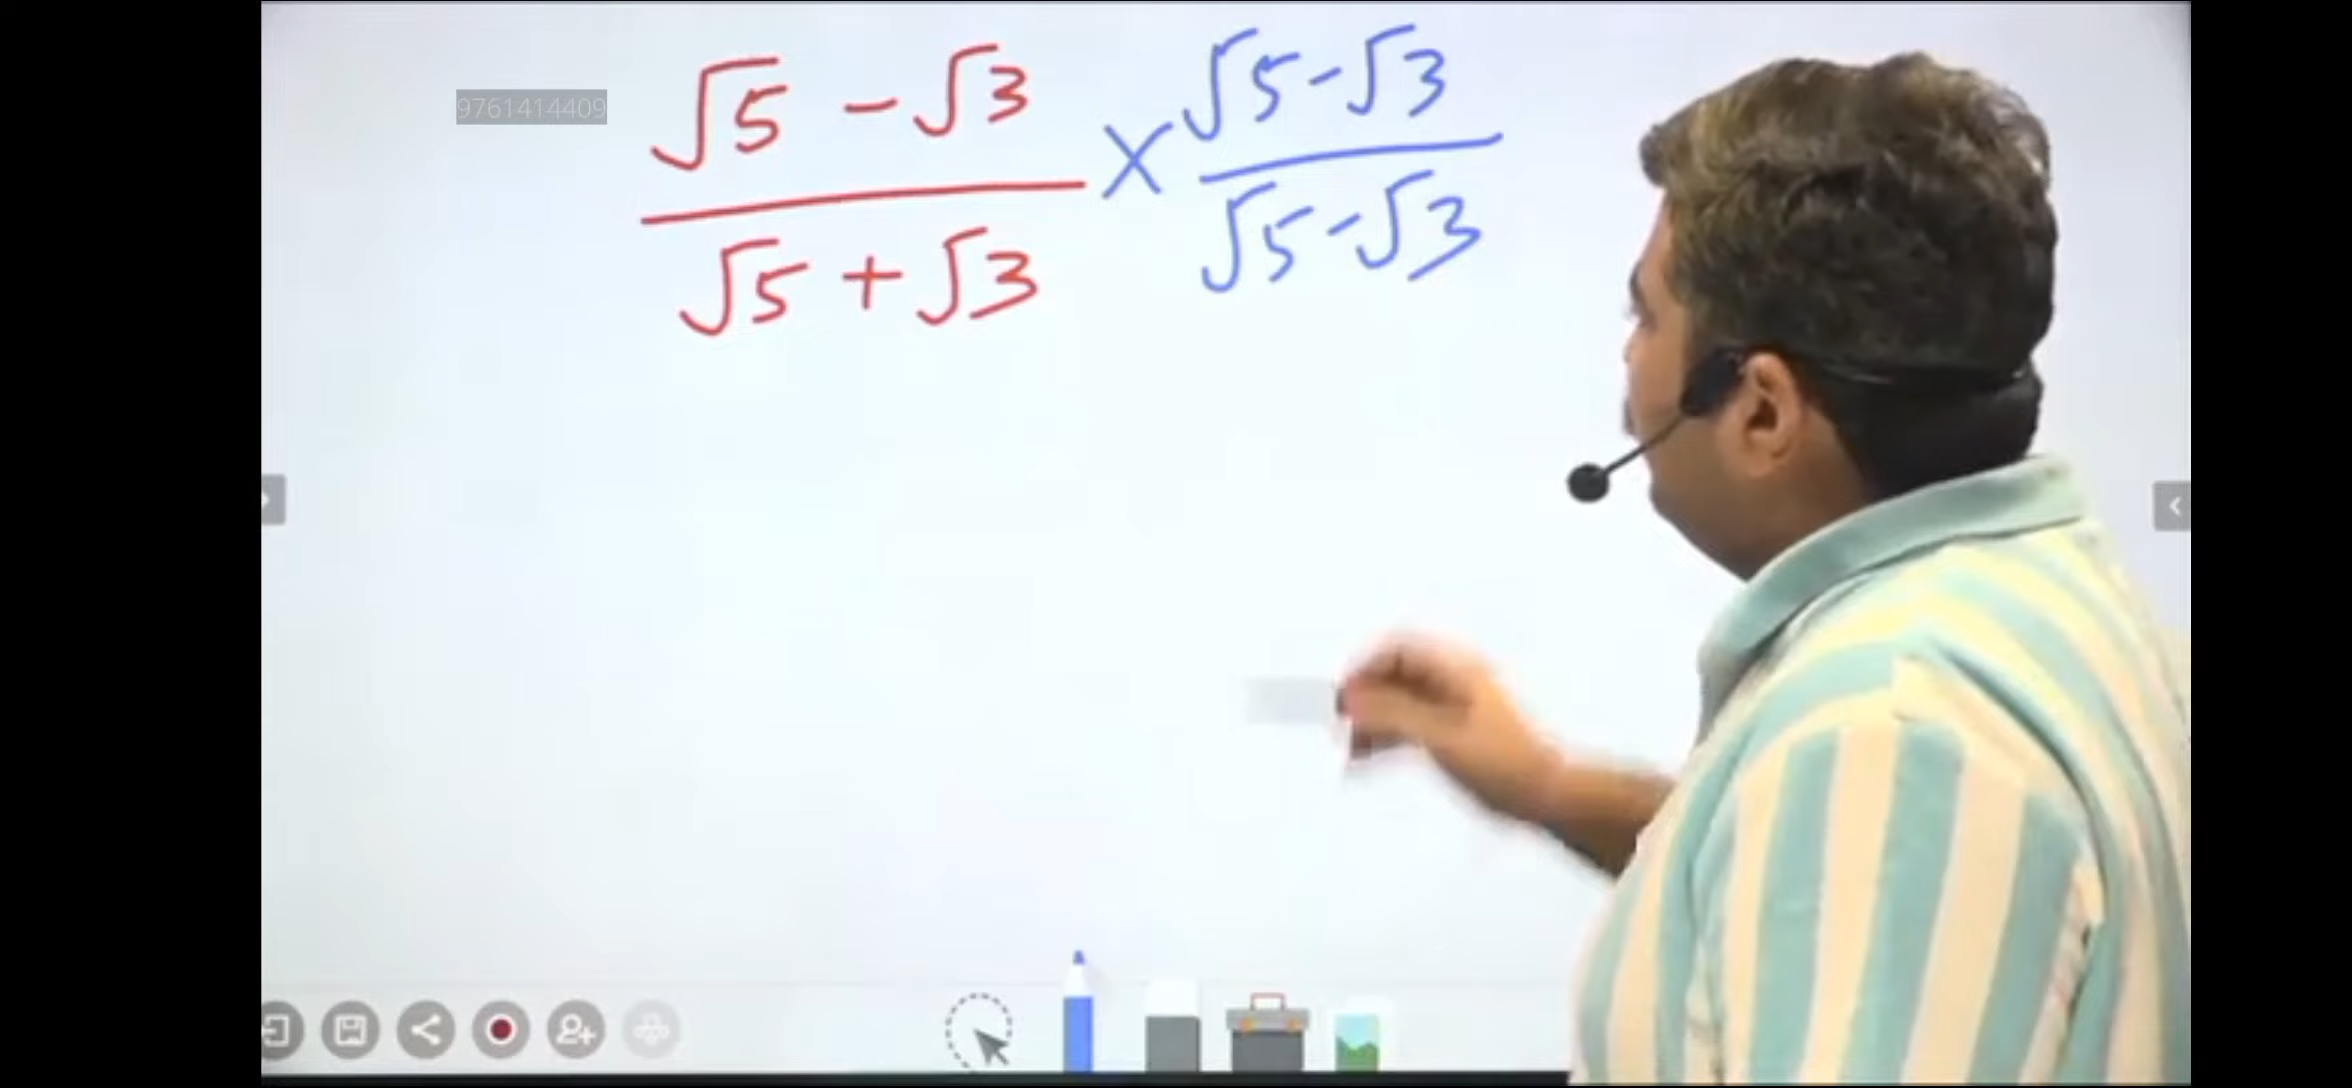 9761414409
√5 - √3 × √5 - √3
√5 + √3 √5 - √3